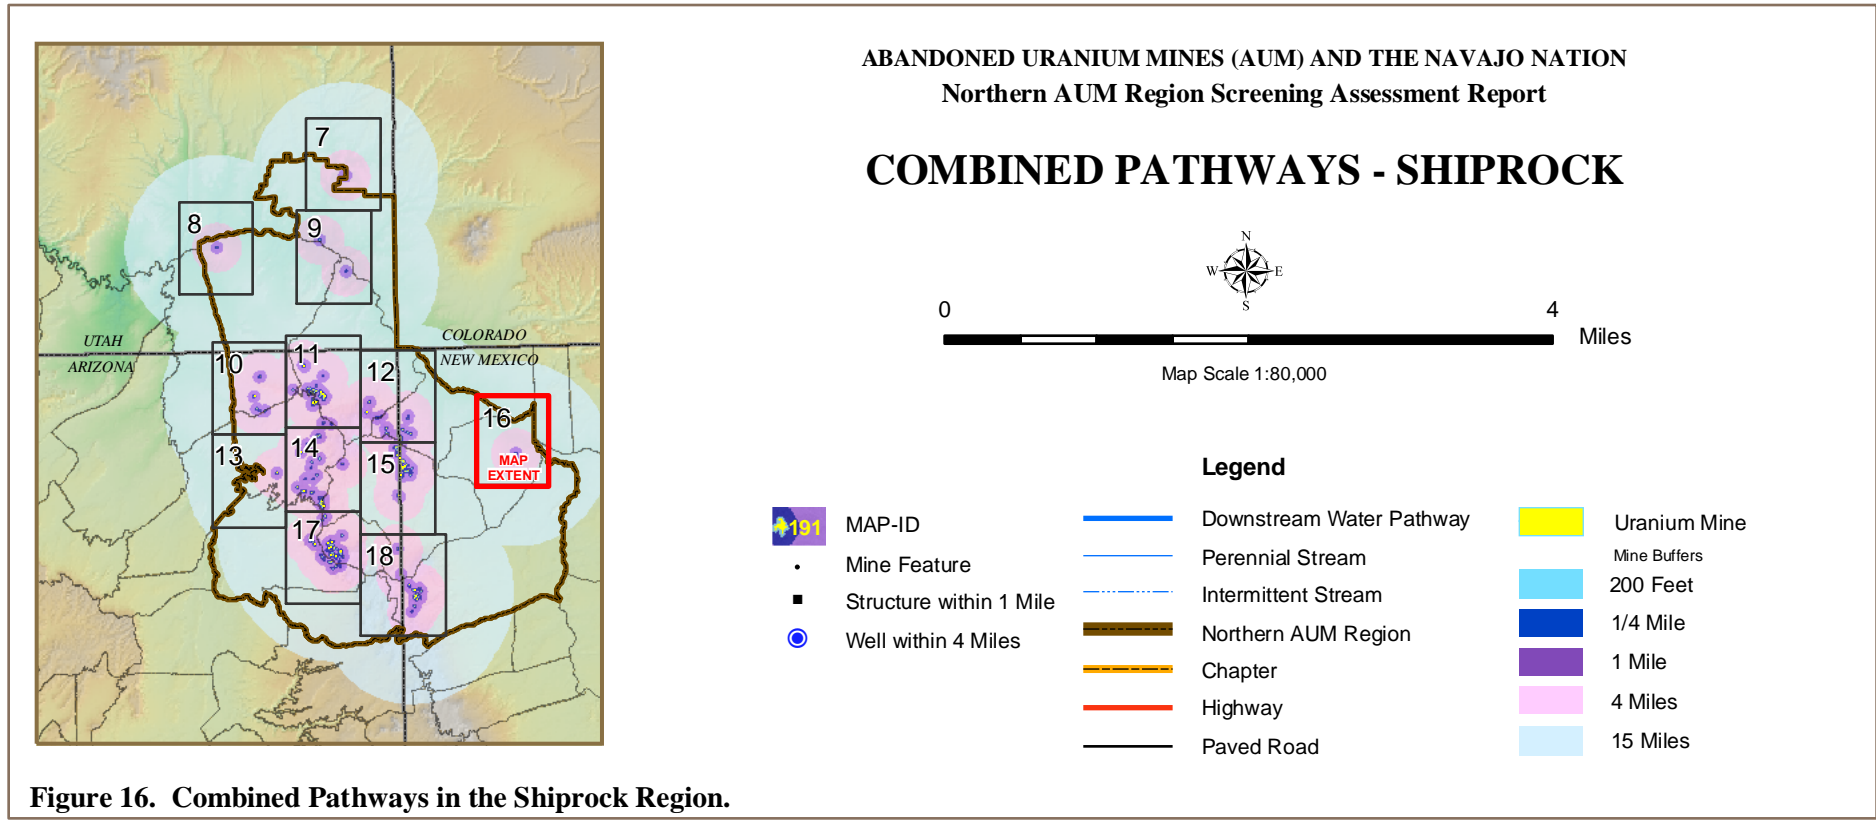 ABANDONED URANIUM MINES (AUM) AND THE NAVAJO NATION
Northern AUM Region Screening Assessment Report
COMBINED PATHWAYS - SHIPROCK
N
W E
S
0 4
Miles
Map Scale 1:80,000
7
8
9
UTAH
COLORADO
ARIZONA
NEW MEXICO
10
11
12
13
14
15
16
MAP
EXTENT
17
18
Legend
191
MAP-ID
Mine Feature
Structure within 1 Mile
Well within 4 Miles
Downstream Water Pathway
Perennial Stream
Intermittent Stream
Northern AUM Region
Chapter
Highway
Paved Road
Uranium Mine
Mine Buffers
200 Feet
1/4 Mile
1 Mile
4 Miles
15 Miles
Figure 16. Combined Pathways in the Shiprock Region.